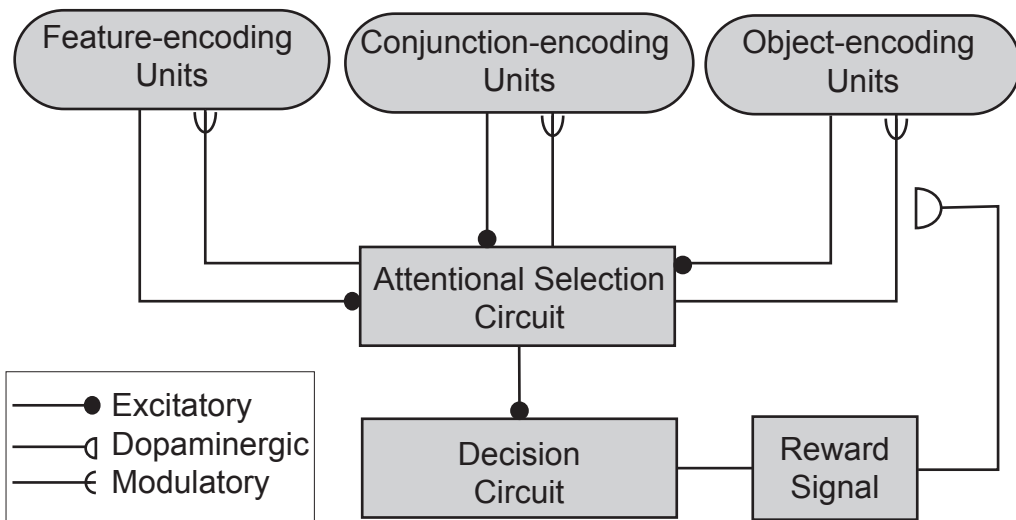 Feature-encoding
Units
Conjunction-encoding
Units
Object-encoding
Units
Attentional Selection
Circuit
Excitatory
Dopaminergic
Modulatory
Decision
Circuit
Reward
Signal